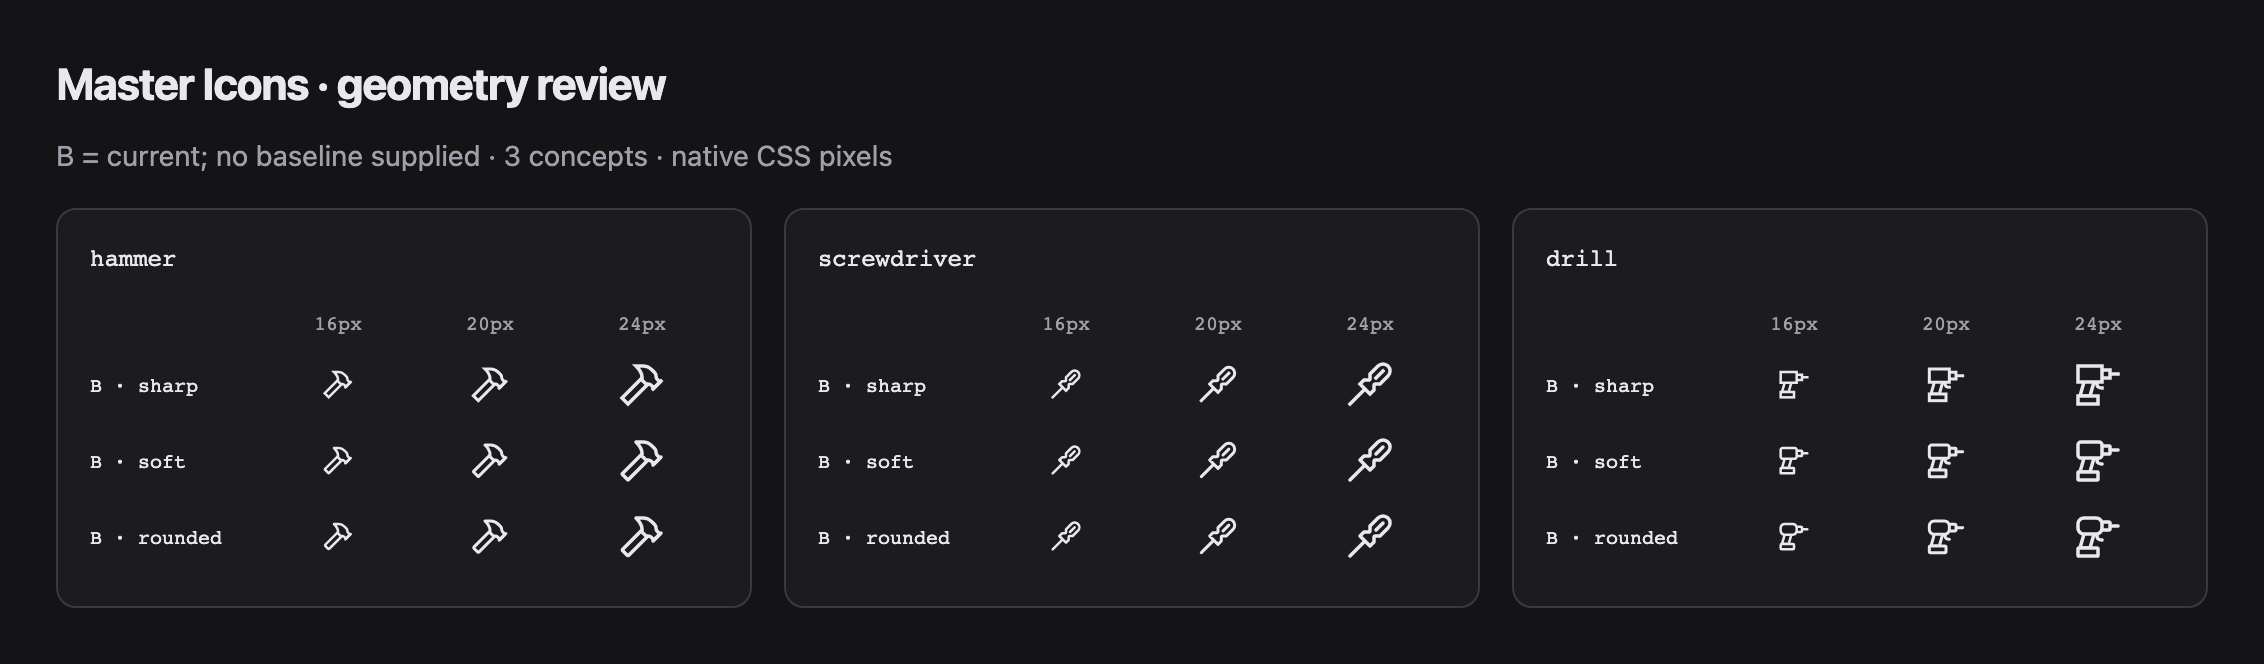 Master Icons · geometry review
B = current; no baseline supplied · 3 concepts · native CSS pixels
hammer
16px 20px 24px
B · sharp
B · soft
B · rounded
screwdriver
16px 20px 24px
B · sharp
B · soft
B · rounded
drill
16px 20px 24px
B · sharp
B · soft
B · rounded